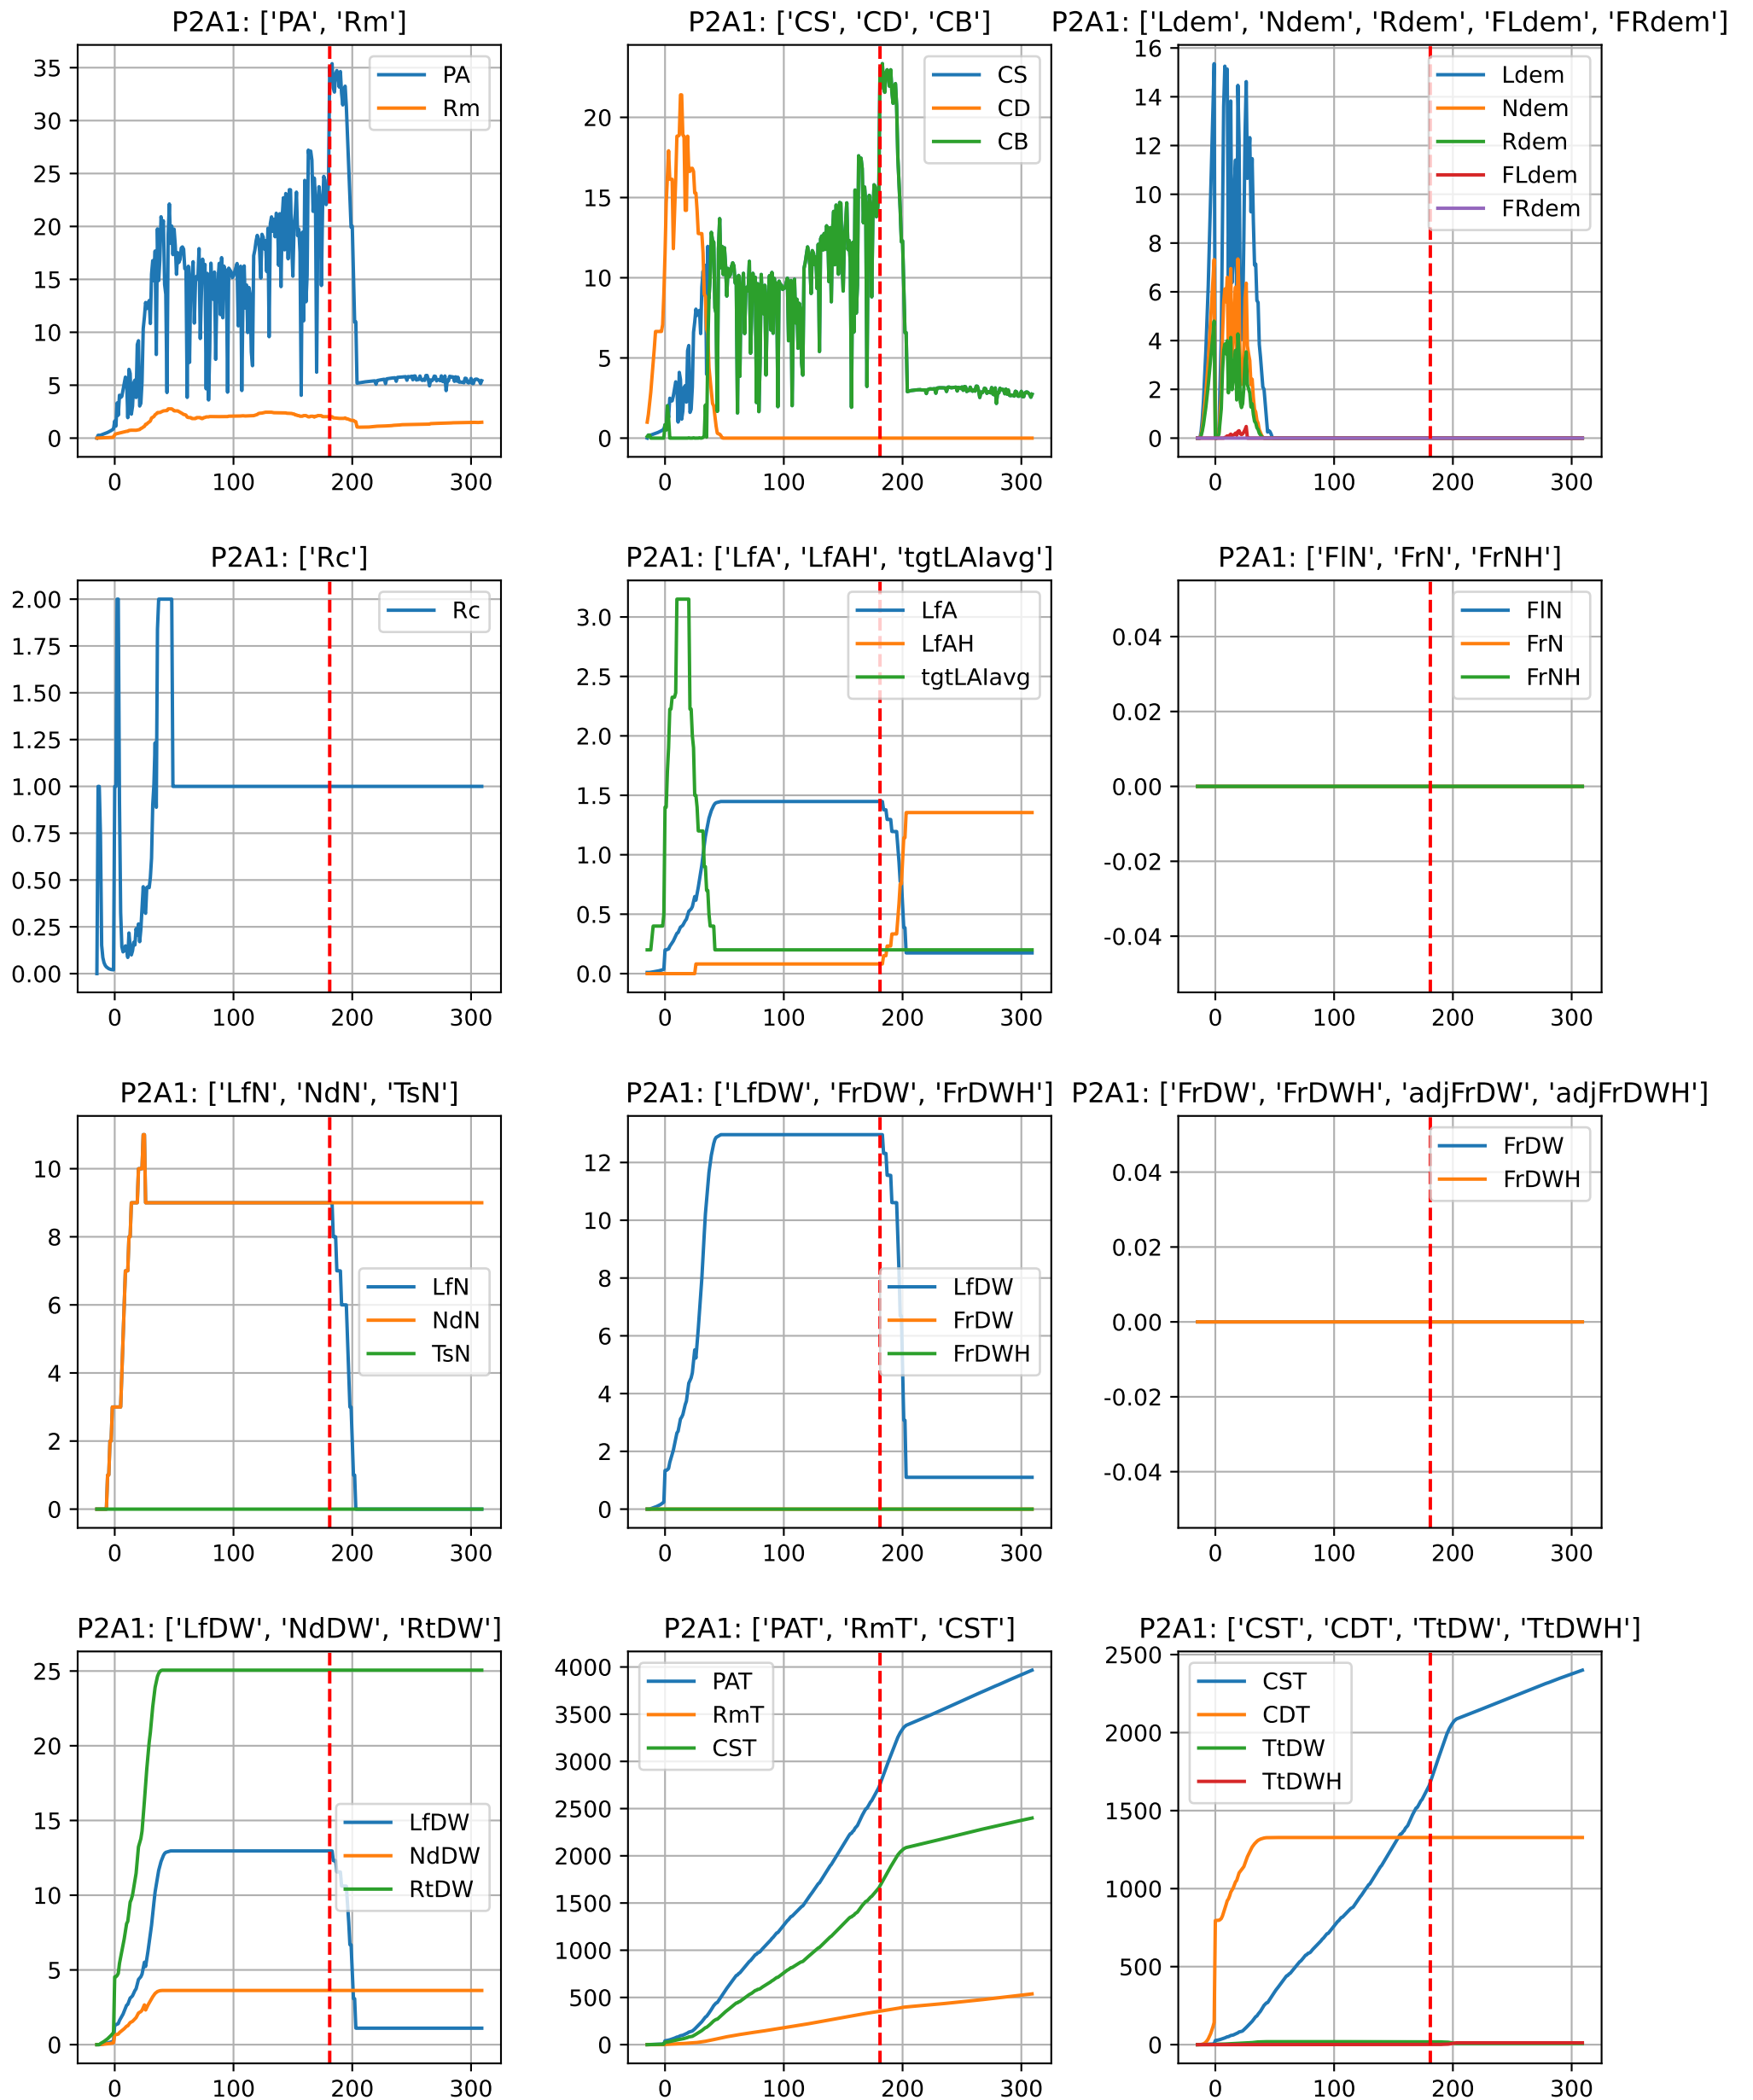 P2A1: ['PA', 'Rm']
35
30
25
20
15
10
5
0
PA
Rm
0 100 200 300
P2A1: ['CS', 'CD', 'CB']
20
15
10
5
0
CS
CD
CB
0 100 200 300
P2A1: ['Ldem', 'Ndem', 'Rdem', 'FLdem', 'FRdem']
16
14
12
10
8
6
4
2
0
Ldem
Ndem
Rdem
FLdem
FRdem
0 100 200 300
P2A1: ['Rc']
2.00
1.75
1.50
1.25
1.00
0.75
0.50
0.25
0.00
Rc
0 100 200 300
P2A1: ['LfA', 'LfAH', 'tgtLAIavg']
3.0
2.5
2.0
1.5
1.0
0.5
0.0
LfA
LfAH
tgtLAIavg
0 100 200 300
P2A1: ['FlN', 'FrN', 'FrNH']
0.04
0.02
0.00
-0.02
-0.04
FlN
FrN
FrNH
0 100 200 300
P2A1: ['LfN', 'NdN', 'TsN']
10
8
6
4
2
0
LfN
NdN
TsN
0 100 200 300
P2A1: ['LfDW', 'FrDW', 'FrDWH']
12
10
8
6
4
2
0
LfDW
FrDW
FrDWH
0 100 200 300
P2A1: ['FrDW', 'FrDWH', 'adjFrDW', 'adjFrDWH']
0.04
0.02
0.00
-0.02
-0.04
FrDW
FrDWH
0 100 200 300
P2A1: ['LfDW', 'NdDW', 'RtDW']
25
20
15
10
5
0
LfDW
NdDW
RtDW
0 100 200 300
P2A1: ['PAT', 'RmT', 'CST']
4000
3500
3000
2500
2000
1500
1000
500
0
PAT
RmT
CST
0 100 200 300
P2A1: ['CST', 'CDT', 'TtDW', 'TtDWH']
2500
2000
1500
1000
500
0
CST
CDT
TtDW
TtDWH
0 100 200 300